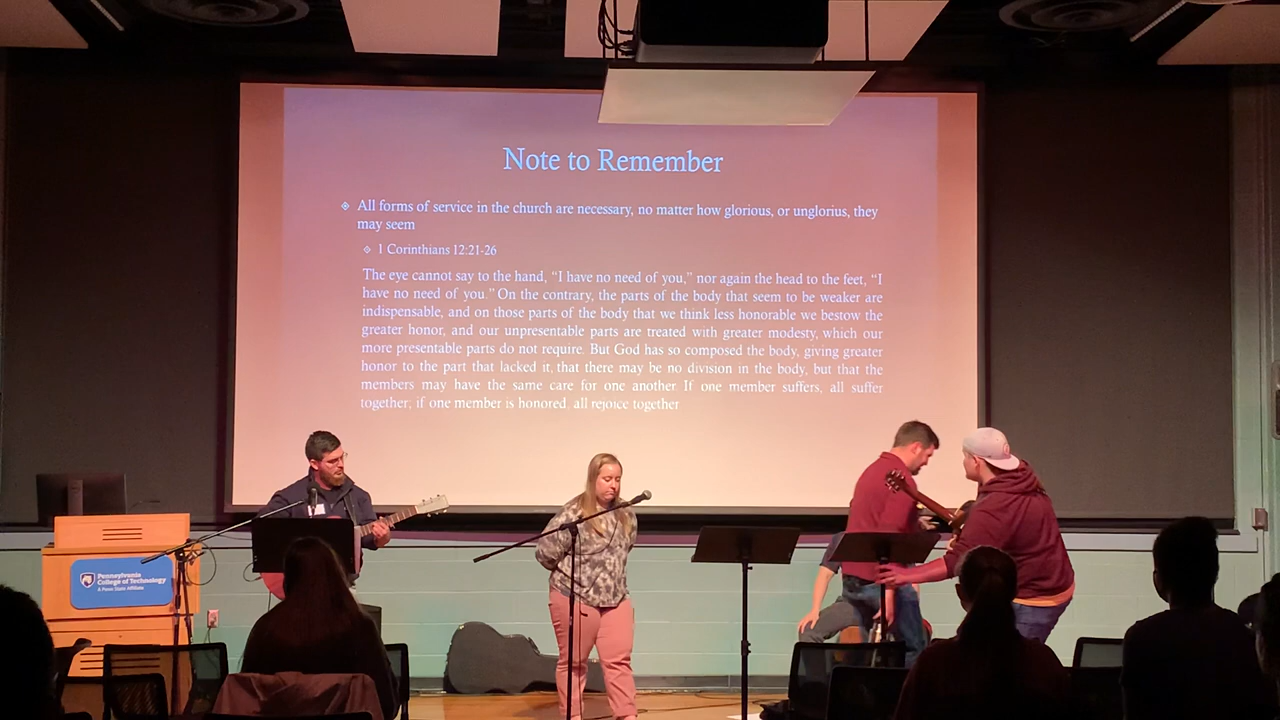 Note to Remember
All forms of service in the church are necessary, no matter how glorious, or unglorius, they
may seem
1 Corinthians 12:21-26
The eye cannot say to the hand, “I have no need of you,” nor again the head to the feet, “I
have no need of you.” On the contrary, the parts of the body that seem to be weaker are
indispensable, and on those parts of the body that we think less honorable we bestow the
greater honor, and our unpresentable parts are treated with greater modesty, which our
more presentable parts do not require. But God has so composed the body, giving greater
honor to the part that lacked it, that there may be no division in the body, but that the
members may have the same care for one another. If one member suffers, all suffer
together; if one member is honored, all rejoice together
Pennsylvania
College of Technology
A Penn State Affiliate